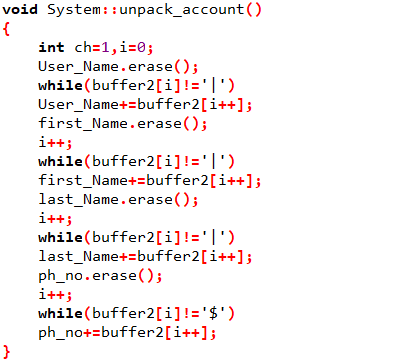 void System::unpack_account()
{
    int ch=1,i=0;
    User_Name.erase();
    while(buffer2[i]!='|')
    User_Name+=buffer2[i++];
    first_Name.erase();
    i++;
    while(buffer2[i]!='|')
    first_Name+=buffer2[i++];
    last_Name.erase();
    i++;
    while(buffer2[i]!='|')
    last_Name+=buffer2[i++];
    ph_no.erase();
    i++;
    while(buffer2[i]!='$')
    ph_no+=buffer2[i++];
}